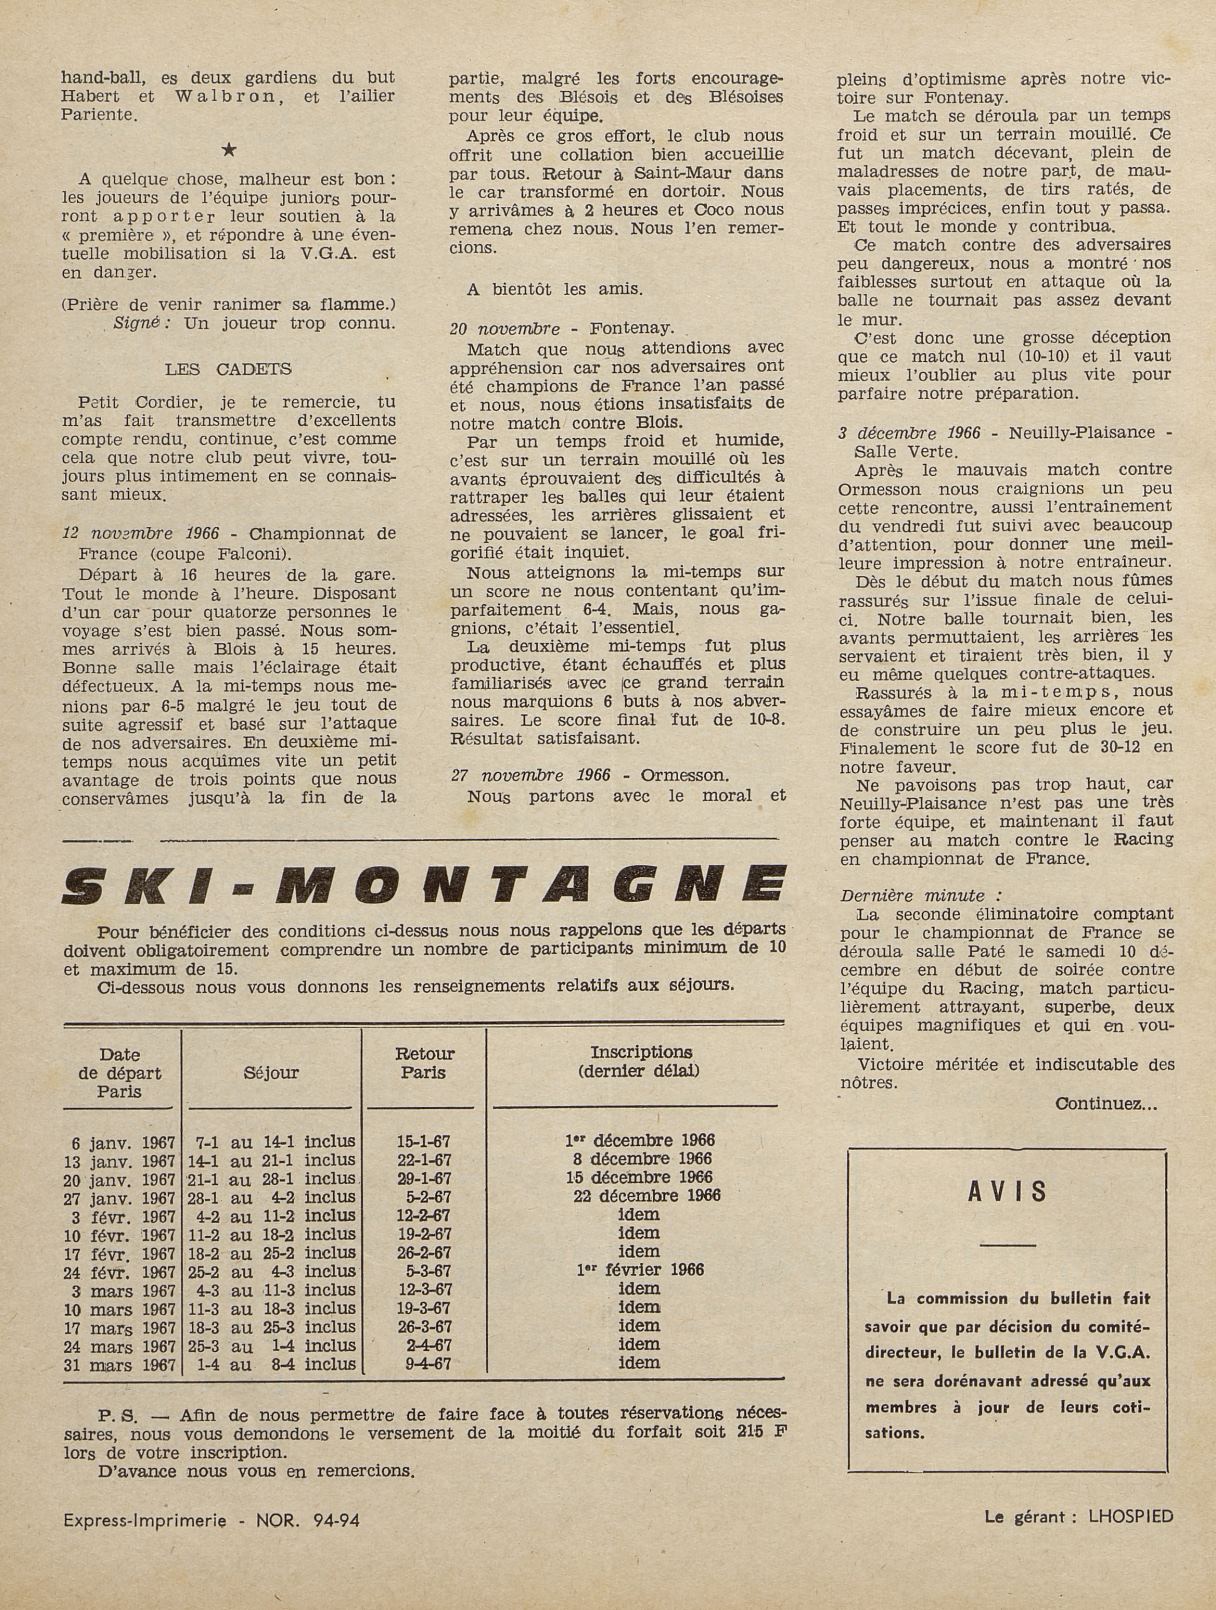 hand-ball, es deux gardiens du but
Habert et Walbron, et l'ailier
Pariente.
★
A quelque chose, malheur est bon :
les joueurs de l'équipe juniors pour-
ront apporter leur soutien à la
« première », et répondre à une éven-
tuelle mobilisation si la V.G.A. est
en danger.
(Prière de venir ranimer sa flamme.)
Signé : Un joueur trop connu.
LES CADETS
Petit Cordier, je te remercie, tu
m'as fait transmettre d'excellents
compte rendu, continue, c'est comme
cela que notre club peut vivre, tou-
jours plus intimement en se connais-
sant mieux.
12 novembre 1966 - Championnat de
France (coupe Falconi).
Départ à 16 heures de la gare.
Tout le monde à l'heure. Disposant
d'un car pour quatorze personnes le
voyage s'est bien passé. Nous som-
mes arrivés à Blois à 15 heures.
Bonne salle mais l'éclairage était
défectueux. A la mi-temps nous me-
nions par 6-5 malgré le jeu tout de
suite agressif et basé sur l'attaque
de nos adversaires. En deuxième mi-
temps nous acquîmes vite un petit
avantage de trois points que nous
conservâmes jusqu'à la fin de la
partie, malgré les forts encourage-
ments des Blésois et des Blésoises
pour leur équipe.
Après ce gros effort, le club nous
offrit une collation bien accueillie
par tous. Retour à Saint-Maur dans
le car transformé en dortoir. Nous
y arrivâmes à 2 heures et Coco nous
remena chez nous. Nous l'en remer-
cions.
A bientôt les amis.
20 novembre - Fontenay.
Match que nous attendions avec
appréhension car nos adversaires ont
été champions de France l'an passé
et nous, nous étions insatisfaits de
notre match contre Blois.
Par un temps froid et humide,
c'est sur un terrain mouillé où les
avants éprouvaient des difficultés à
rattraper les balles qui leur étaient
adressées, les arrières glissaient et
ne pouvaient se lancer, le goal fri-
gorifié était inquiet.
Nous atteignons la mi-temps sur
un score ne nous contentant qu'im-
parfaitement 6-4. Mais, nous ga-
gnions, c'était l'essentiel.
La deuxième mi-temps fut plus
productive, étant échauffés et plus
familiarisés avec ce grand terrain
nous marquions 6 buts à nos abver-
saires. Le score final fut de 10-8.
Résultat satisfaisant.
27 novembre 1966 - Ormesson.
Nous partons avec le moral et
pleins d'optimisme après notre vic-
toire sur Fontenay.
Le match se déroula par un temps
froid et sur un terrain mouillé. Ce
fut un match décevant, plein de
maladresses de notre part, de mau-
vais placements, de tirs ratés, de
passes imprécices, enfin tout y passa.
Et tout le monde y contribua.
Ce match contre des adversaires
peu dangereux, nous a montré nos
faiblesses surtout en attaque où la
balle ne tournait pas assez devant
le mur.
C'est donc une grosse déception
que ce match nul (10-10) et il vaut
mieux l'oublier au plus vite pour
parfaire notre préparation.
3 décembre 1966 - Neuilly-Plaisance -
Salle Verte.
Après le mauvais match contre
Ormesson nous craignions un peu
cette rencontre, aussi l'entraînement
du vendredi fut suivi avec beaucoup
d'attention, pour donner une meil-
leure impression à notre entraîneur.
Dès le début du match nous fûmes
rassurés sur l'issue finale de celui-
ci. Notre balle tournait bien, les
avants permuttaient, les arrières les
servaient et tiraient très bien, il y
eu même quelques contre-attaques.
Rassurés à la mi-temps, nous
essayâmes de faire mieux encore et
de construire un peu plus le jeu.
Finalement le score fut de 30-12 en
notre faveur.
Ne pavoisons pas trop haut, car
Neuilly-Plaisance n'est pas une très
forte équipe, et maintenant il faut
penser au match contre le Racing
en championnat de France.
Dernière minute :
La seconde éliminatoire comptant
pour le championnat de France se
déroula salle Paté le samedi 10 dé-
cembre en début de soirée contre
l'équipe du Racing, match particu-
lièrement attrayant, superbe, deux
équipes magnifiques et qui en vou-
laient.
Victoire méritée et indiscutable des
nôtres.
Continuez...
SKI-MONTAGNE
Pour bénéficier des conditions ci-dessus nous nous rappelons que les départs
doivent obligatoirement comprendre un nombre de participants minimum de 10
et maximum de 15.
Ci-dessous nous vous donnons les renseignements relatifs aux séjours.
Date de départ Paris | Séjour | Retour Paris | Inscriptions (dernier délai)
6 janv. 1967 | 7-1 au 14-1 inclus | 15-1-67 | 1er décembre 1966
13 janv. 1967 | 14-1 au 21-1 inclus | 22-1-67 | 8 décembre 1966
20 janv. 1967 | 21-1 au 28-1 inclus | 29-1-67 | 15 décembre 1966
27 janv. 1967 | 28-1 au 4-2 inclus | 5-2-67 | 22 décembre 1966
3 févr. 1967 | 4-2 au 11-2 inclus | 12-2-67 | idem
10 févr. 1967 | 11-2 au 18-2 inclus | 19-2-67 | idem
17 févr. 1967 | 18-2 au 25-2 inclus | 26-2-67 | idem
24 févr. 1967 | 25-2 au 4-3 inclus | 5-3-67 | 1er février 1966
3 mars 1967 | 4-3 au 11-3 inclus | 12-3-67 | idem
10 mars 1967 | 11-3 au 18-3 inclus | 19-3-67 | idem
17 mars 1967 | 18-3 au 25-3 inclus | 26-3-67 | idem
24 mars 1967 | 25-3 au 1-4 inclus | 2-4-67 | idem
31 mars 1967 | 1-4 au 8-4 inclus | 9-4-67 | idem
P. S. — Afin de nous permettre de faire face à toutes réservations néces-
saires, nous vous demondons le versement de la moitié du forfait soit 215 F
lors de votre inscription.
D'avance nous vous en remercions.
AVIS
La commission du bulletin fait
savoir que par décision du comité-
directeur, le bulletin de la V.G.A.
ne sera dorénavant adressé qu'aux
membres à jour de leurs coti-
sations.
Express-Imprimerie - NOR. 94-94
Le gérant : LHOSPIED